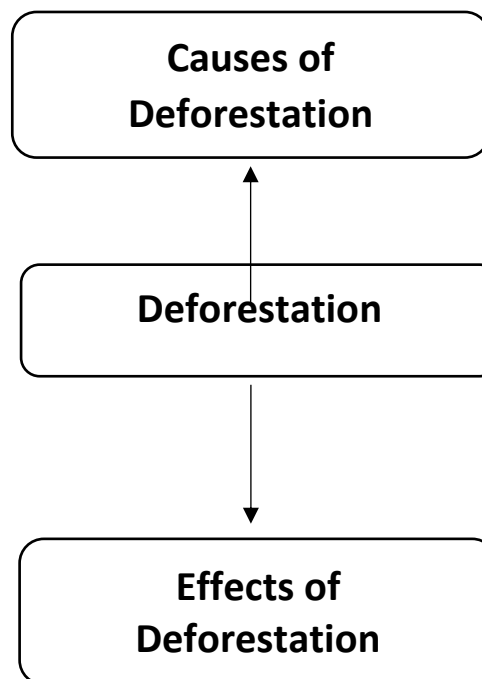 Causes of
Deforestation
Deforestation
Effects of
Deforestation